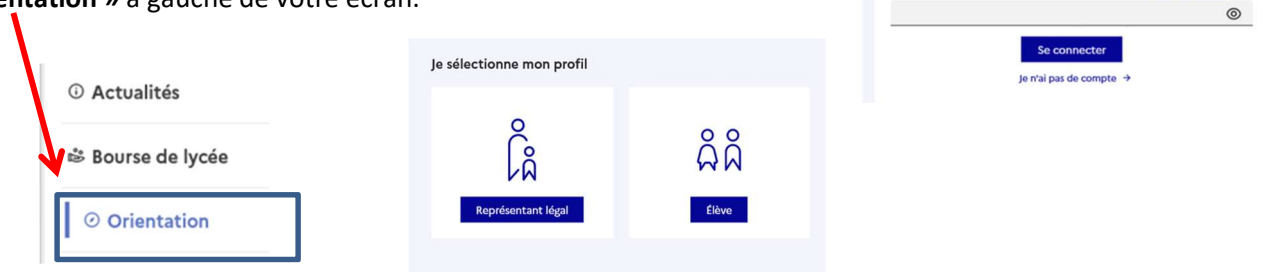 entation » à gauche de votre écran.
Actualités
Bourse de lycée
Orientation
Je sélectionne mon profil
Représentant légal
Élève
Se connecter
Je n'ai pas de compte →